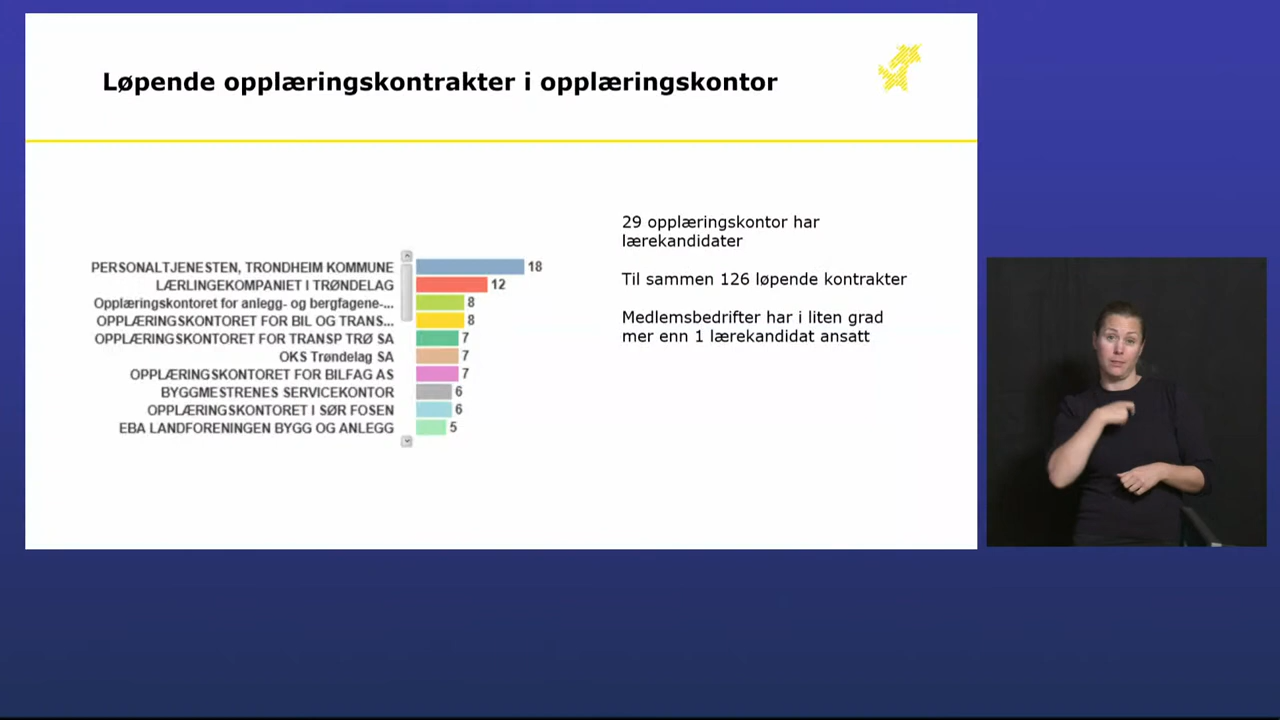 Løpende opplæringskontrakter i opplæringskontor
29 opplæringskontor har
lærekandidater
Til sammen 126 løpende kontrakter
Medlemsbedrifter har i liten grad
mer enn 1 lærekandidat ansatt
PERSONALTJENESTEN, TRONDHEIM KOMMUNE 18
LÆRLINGEKOMPANIET I TRØNDELAG 12
Opplæringskontoret for anlegg- og bergfagene-... 8
OPPLÆRINGSKONTORET FOR BIL OG TRANS... 8
OPPLÆRINGSKONTORET FOR TRANSP TRØ SA 7
OKS Trøndelag SA 7
OPPLÆRINGSKONTORET FOR BILFAG AS 7
BYGGMESTRENES SERVICEKONTOR 6
OPPLÆRINGSKONTORET I SØR FOSEN 6
EBA LANDFORENINGEN BYGG OG ANLEGG 5